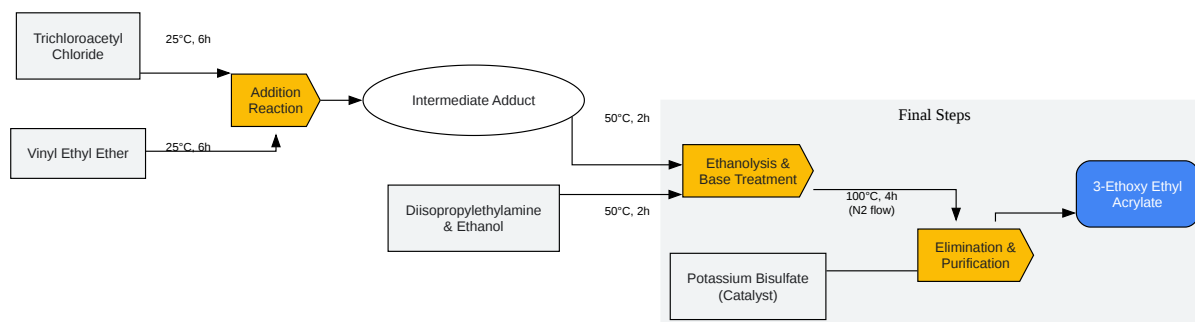 Trichloroacetyl
Chloride
25°C, 6h
Addition
Reaction
Vinyl Ethyl Ether
25°C, 6h
Intermediate Adduct
50°C, 2h
Diisopropylethylamine
& Ethanol
50°C, 2h
Final Steps
Ethanolysis &
Base Treatment
100°C, 4h
(N2 flow)
Potassium Bisulfate
(Catalyst)
Elimination &
Purification
3-Ethoxy Ethyl
Acrylate